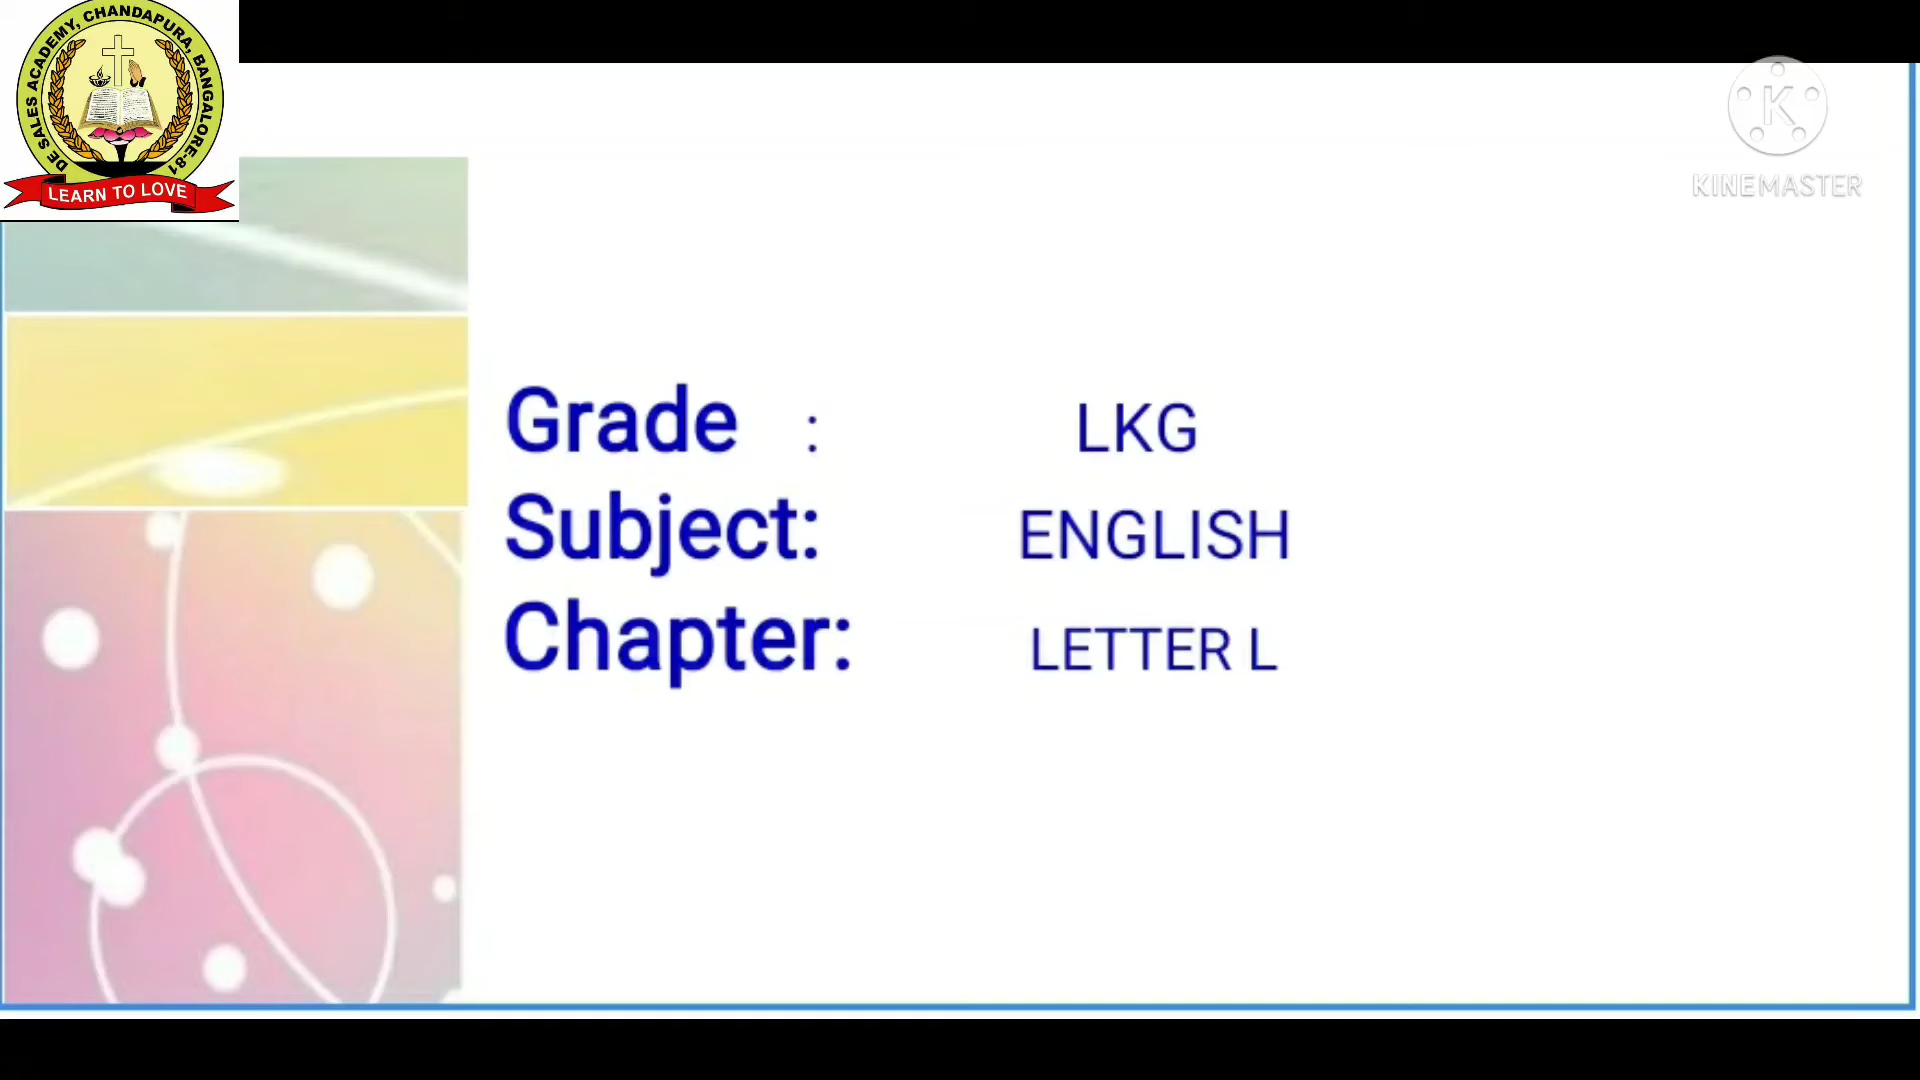 DE SALES ACADEMY, CHANDAPURA, BANGALORE-81
LEARN TO LOVE
K
KINEMASTER
Grade : LKG
Subject: ENGLISH
Chapter: LETTER L